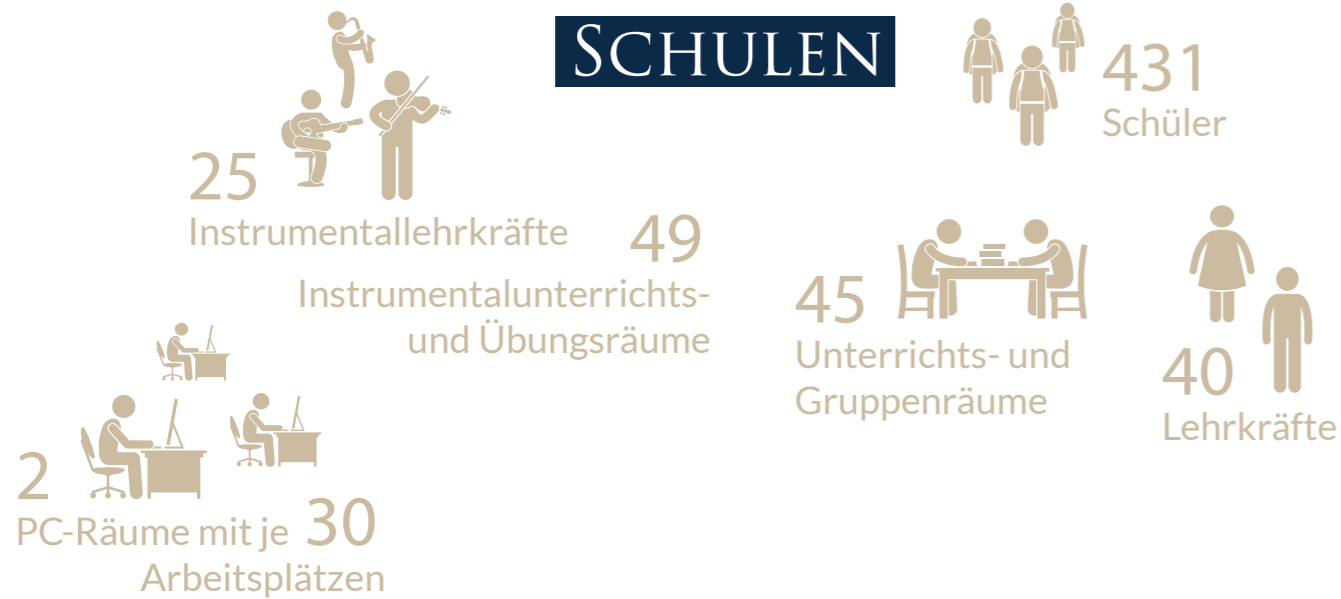 SCHULEN
431
Schüler
25
Instrumentallehrkräfte
49
Instrumentalunterrichts-
und Übungsräume
45
Unterrichts- und
Gruppenräume
40
Lehrkräfte
2
PC-Räume mit je 30
Arbeitsplätzen